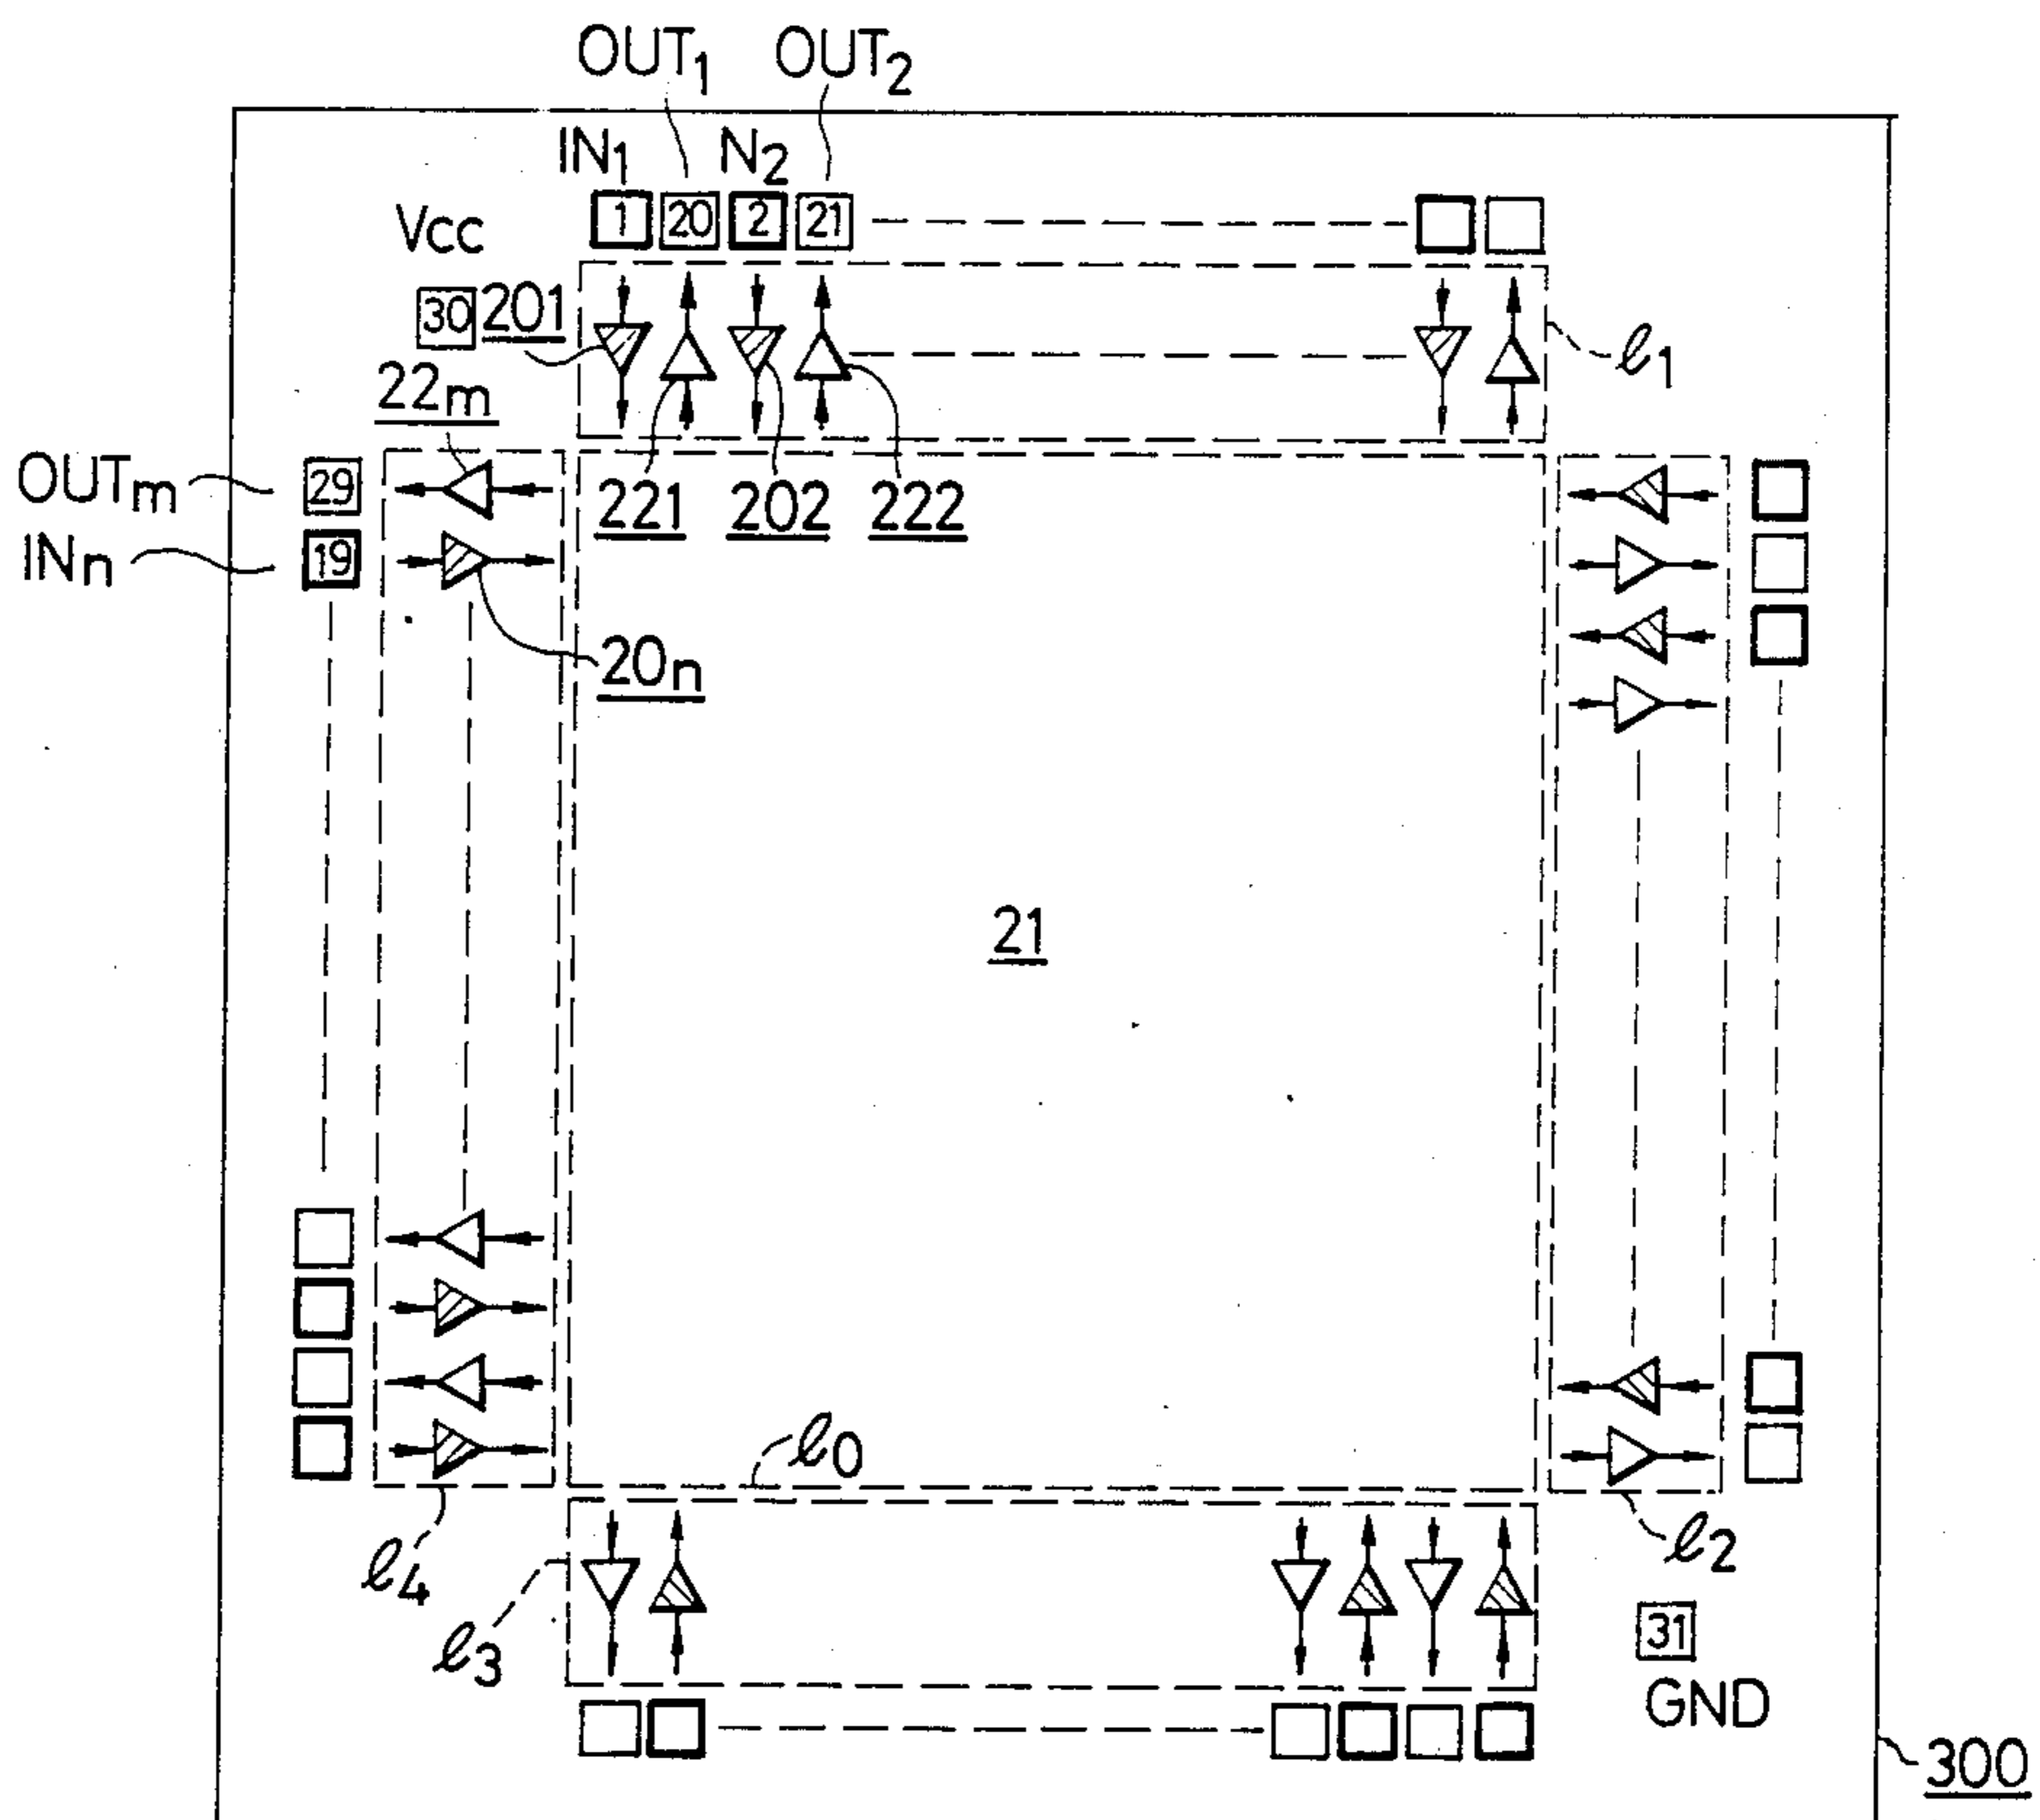 OUT1 OUT2
IN1 N2
1 20 2 21
Vcc
30 201
22m
ℓ1
OUTm 29
221 202 222
INn 19
20n
21
ℓ0
ℓ4
ℓ2
ℓ3
31
GND
300